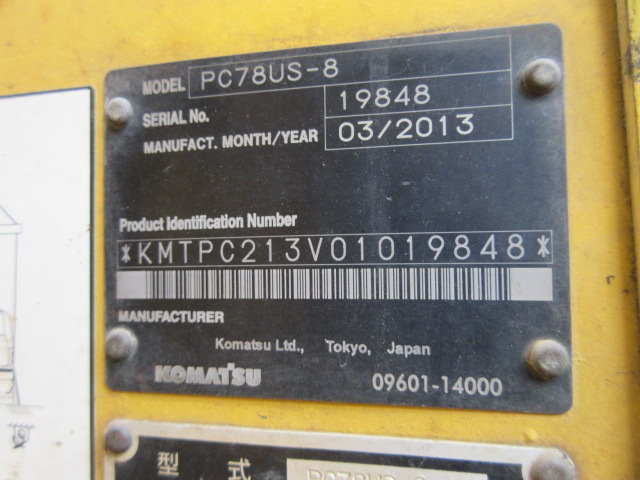 MODEL PC78US-8
SERIAL No. 19848
MANUFACT. MONTH/YEAR 03/2013
Product Identification Number
*KMTPC213V01019848*
MANUFACTURER
Komatsu Ltd., Tokyo, Japan
KOMATSU 09601-14000
型 式